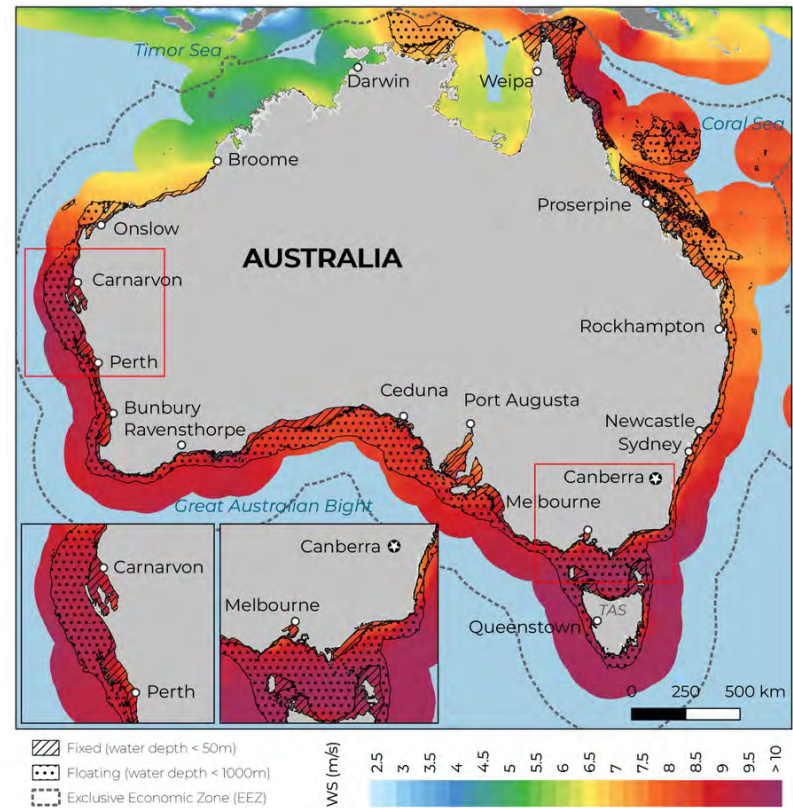 Timor Sea
Darwin
Weipa
Coral Sea
Broome
Proserpine
Onslow
AUSTRALIA
Carnarvon
Rockhampton
Perth
Ceduna
Port Augusta
Bunbury
Newcastle
Ravensthorpe
Sydney
Canberra
Great Australian Bight
Melbourne
Canberra
Carnarvon
Melbourne
TAS
Queenstown
Perth
0 250 500 km
Fixed (water depth < 50m)
Floating (water depth < 1000m)
Exclusive Economic Zone (EEZ)
WS (m/s)
2.5 3 3.5 4 4.5 5 5.5 6 6.5 7 7.5 8 8.5 9 9.5 > 10